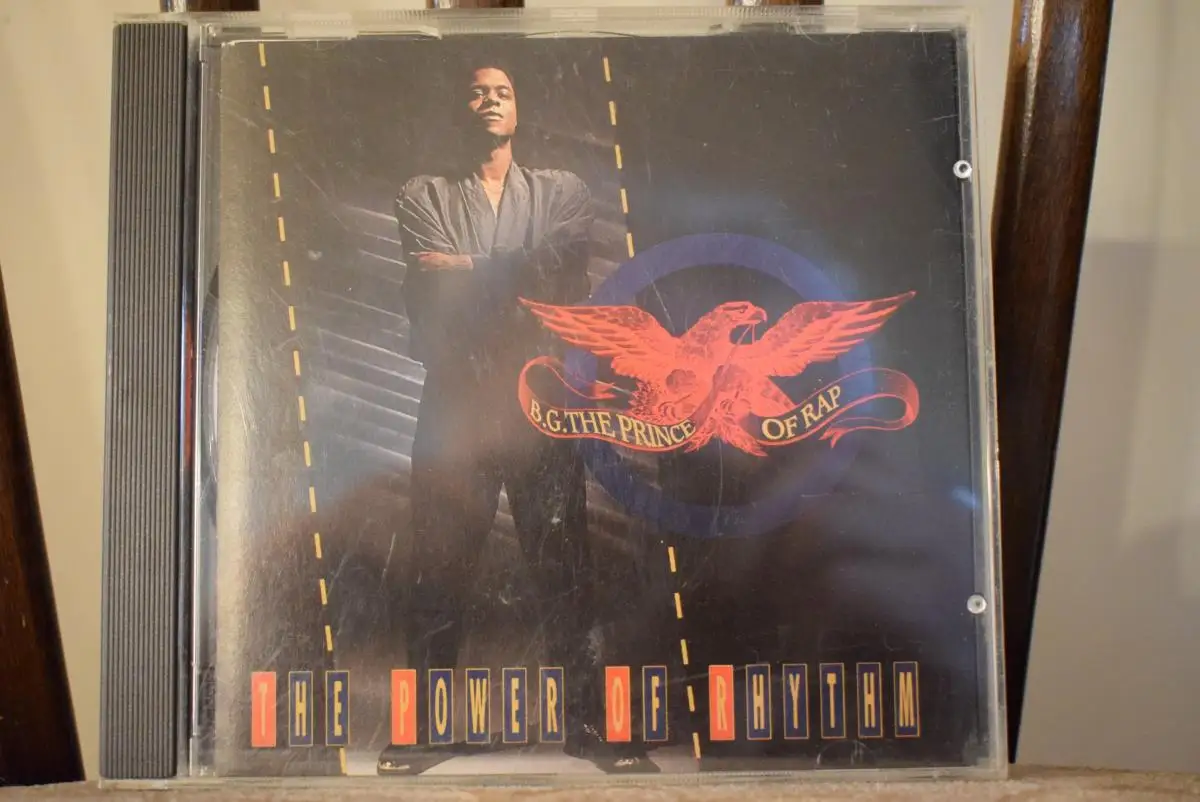 B.G. THE PRINCE OF RAP
THE POWER OF RHYTHM